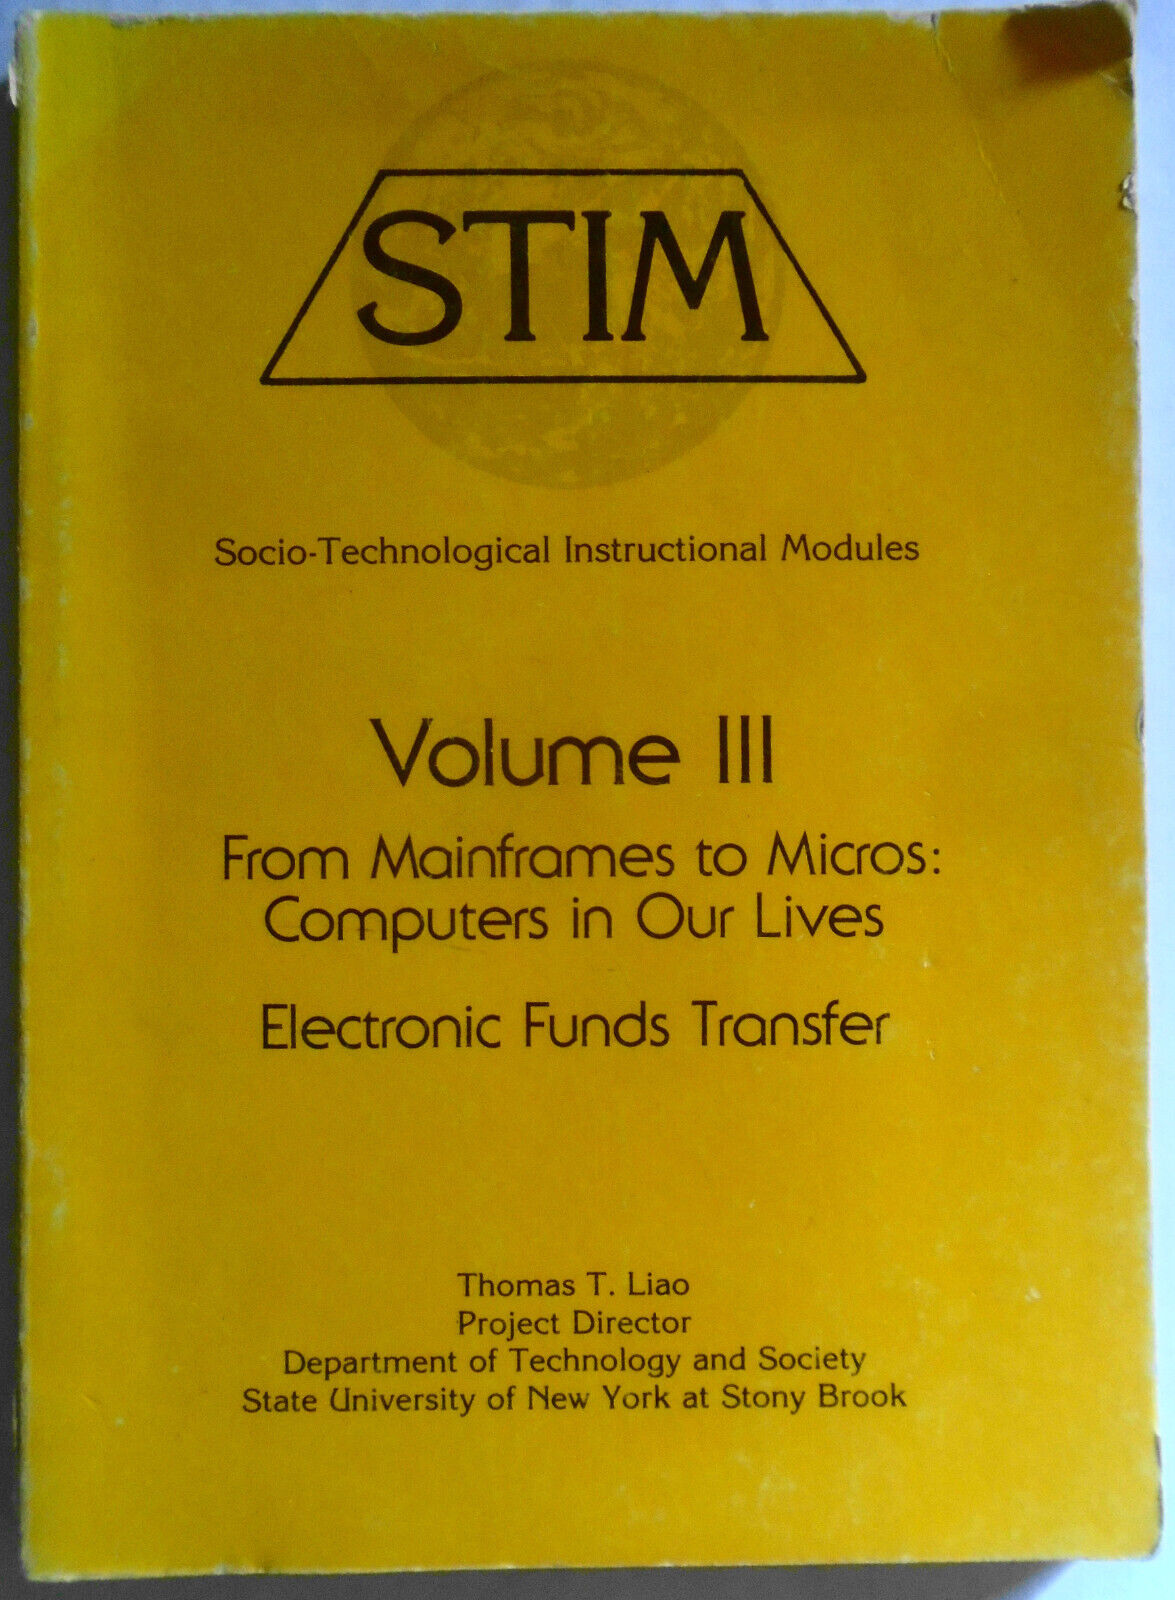 STIM
Socio-Technological Instructional Modules
Volume III
From Mainframes to Micros:
Computers in Our Lives
Electronic Funds Transfer
Thomas T. Liao
Project Director
Department of Technology and Society
State University of New York at Stony Brook